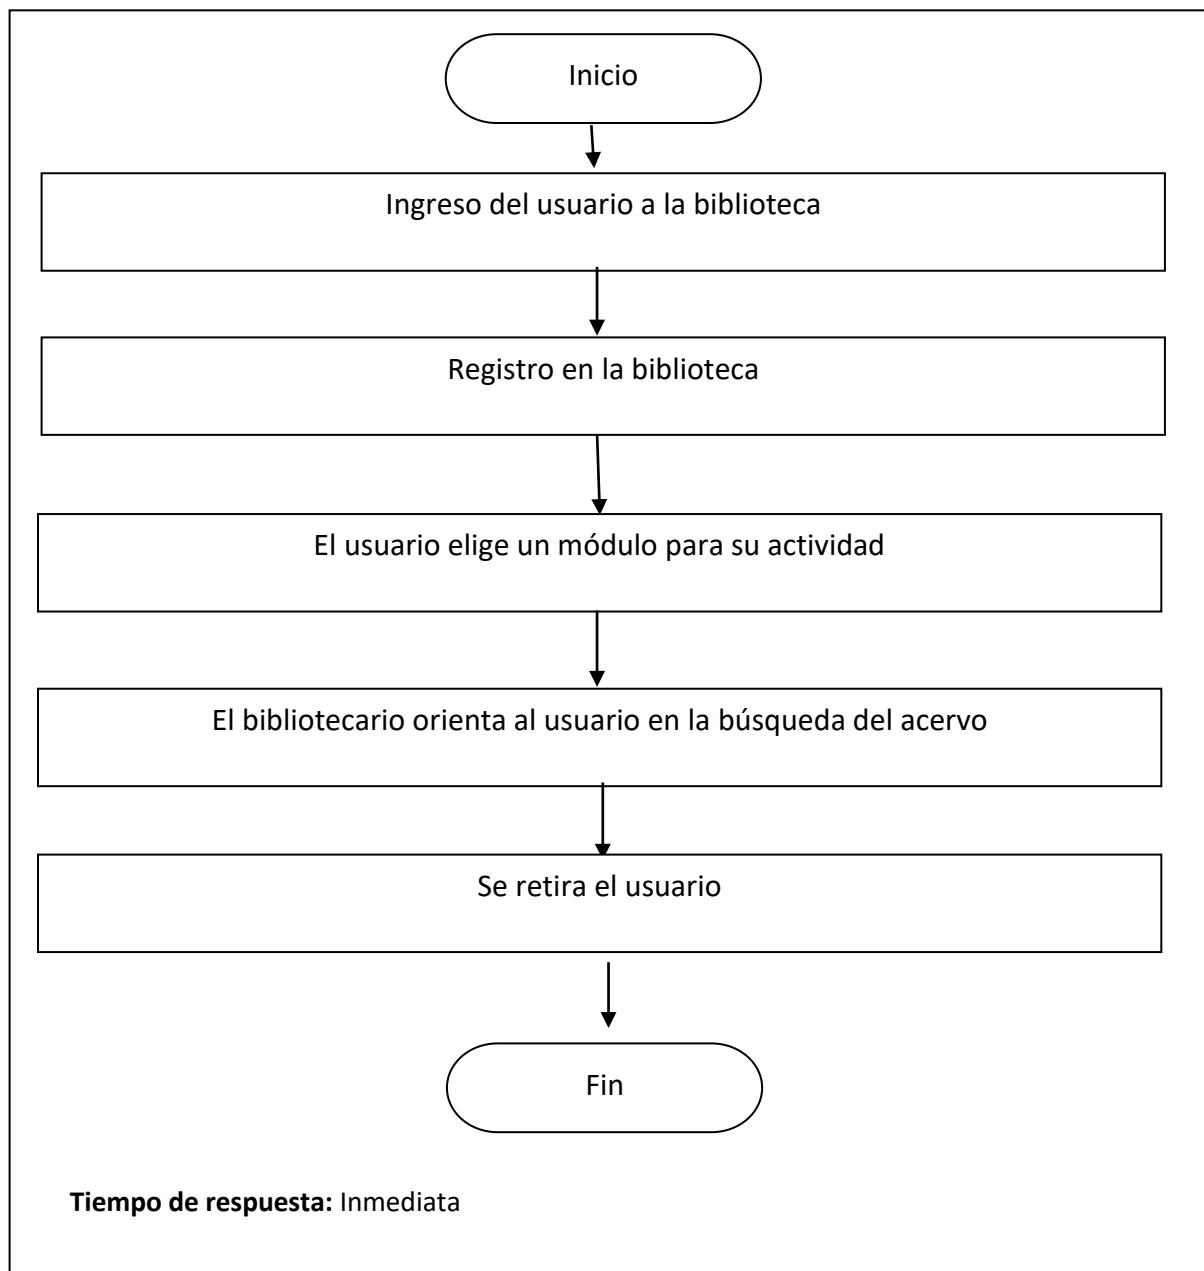 Inicio
Ingreso del usuario a la biblioteca
Registro en la biblioteca
El usuario elige un módulo para su actividad
El bibliotecario orienta al usuario en la búsqueda del acervo
Se retira el usuario
Fin
Tiempo de respuesta: Inmediata